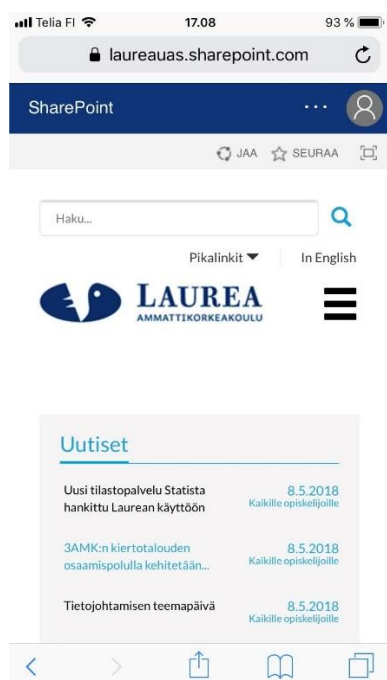 Telia FI 17.08 93 %
laureauas.sharepoint.com
SharePoint ...
JAA SEURAA
Haku...
Pikalinkit In English
LAUREA
AMMATTIKORKEAKOULU
Uutiset
Uusi tilastopalvelu Statista 8.5.2018
hankittu Laurean käyttöön Kaikille opiskelijoille
3AMK:n kiertotalouden 8.5.2018
osaamispolulla kehitetään... Kaikille opiskelijoille
Tietojohtamisen teemapäivä 8.5.2018
Kaikille opiskelijoille